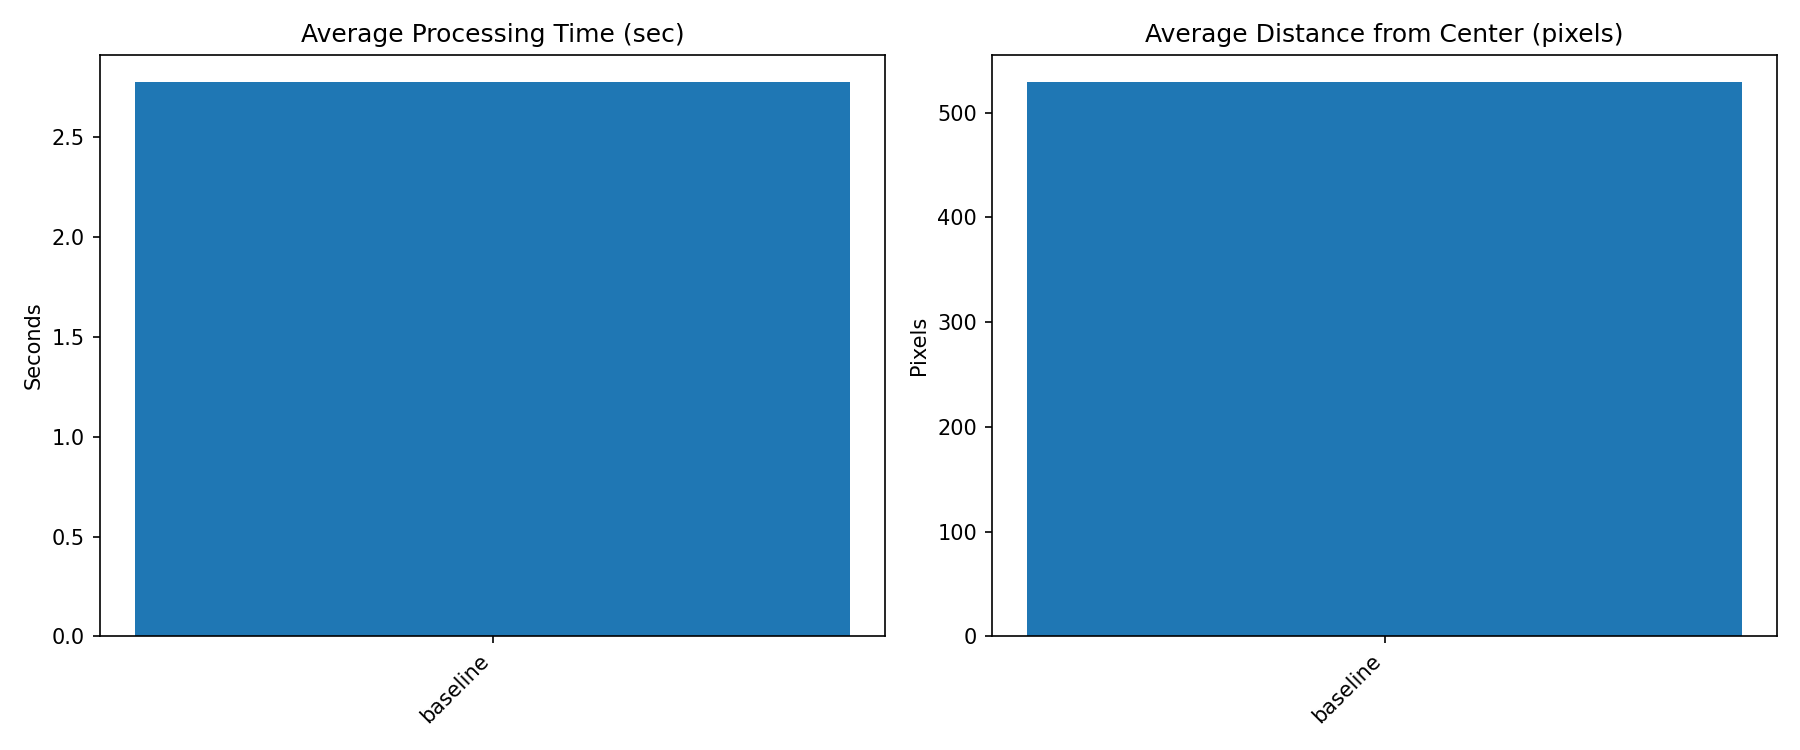 Average Processing Time (sec)
Seconds
2.5
2.0
1.5
1.0
0.5
0.0
baseline
Average Distance from Center (pixels)
Pixels
500
400
300
200
100
0
baseline